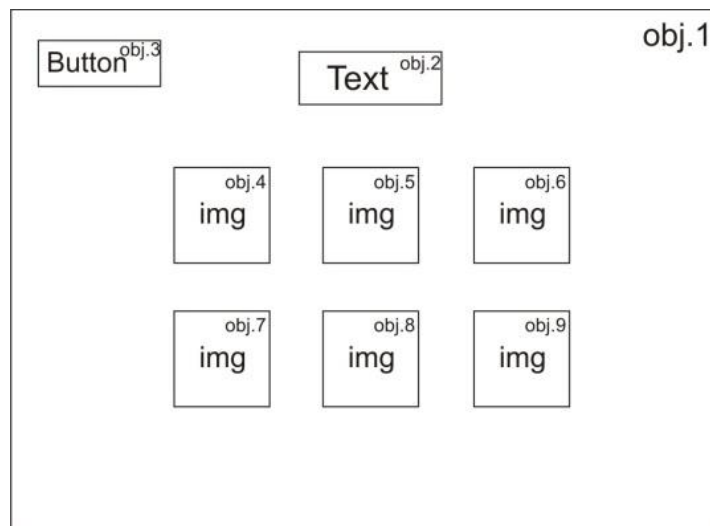 obj.1
Button obj.3
Text obj.2
obj.4
img
obj.5
img
obj.6
img
obj.7
img
obj.8
img
obj.9
img